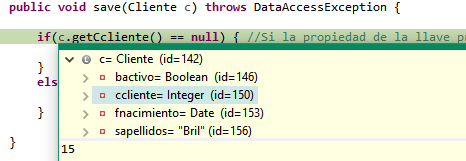 public void save(Cliente c) throws DataAccessException {
if(c.getCcliente() == null) { //Si la propiedad de la llave
c= Cliente (id=142)
}
bactivo= Boolean (id=146)
els
ccliente= Integer (id=150)
fnacimiento= Date (id=153)
}
sapellidos= "Bril" (id=156)
}
15